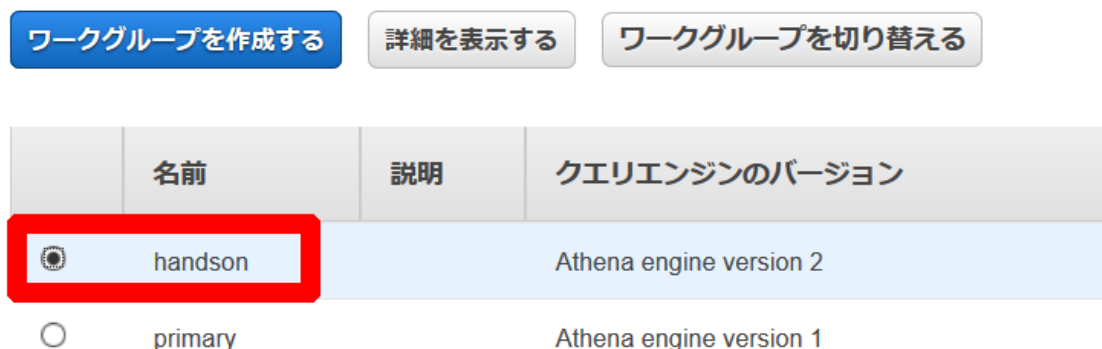 ワークグループを作成する 詳細を表示する ワークグループを切り替える
名前 説明 クエリエンジンのバージョン
handson Athena engine version 2
primary Athena engine version 1